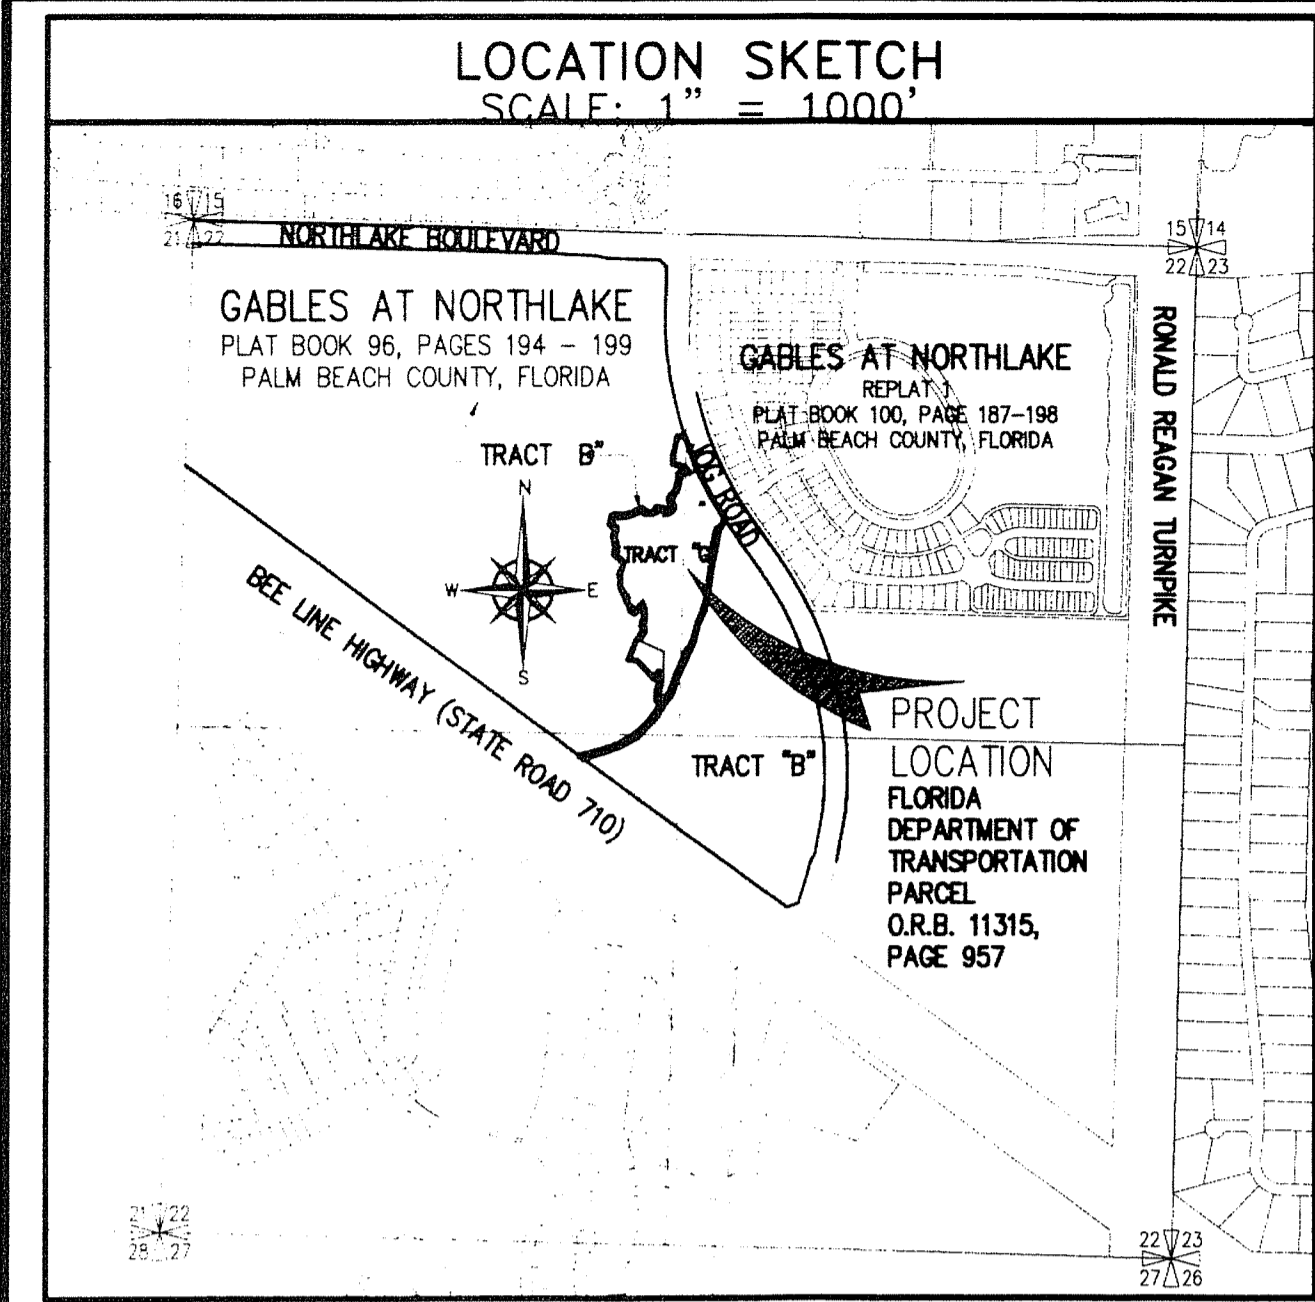 LOCATION SKETCH
SCALE: 1" = 1000'
16 15
21 22
NORTHLAKE BOULEVARD
15 14
22 23
GABLES AT NORTHLAKE
PLAT BOOK 96, PAGES 194 - 199
PALM BEACH COUNTY, FLORIDA
GABLES AT NORTHLAKE
REPLAT 1
PLAT BOOK 100, PAGE 187-198
PALM BEACH COUNTY, FLORIDA
RONALD REAGAN TURNPIKE
TRACT B"
JOG ROAD
N
W E
S
TRACT "G
BEE LINE HIGHWAY (STATE ROAD 710)
TRACT "B"
PROJECT
LOCATION
FLORIDA
DEPARTMENT OF
TRANSPORTATION
PARCEL
O.R.B. 11315,
PAGE 957
21 22
28 27
22 23
27 26